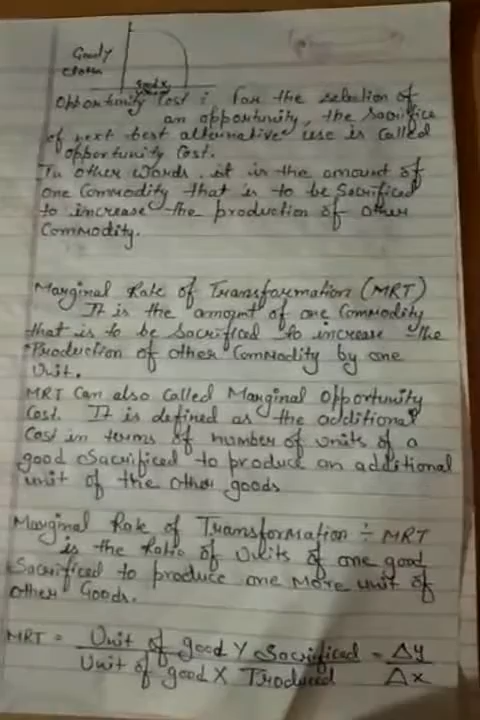 Good y
Cloth
Good x
Opportunity Cost : For the selection of
an opportunity, the Sacrifice
of next best alternative use is called
opportunity Cost.
In other words, it is the amount of
one Commodity that is to be Sacrificed
to increase the production of other
Commodity.
Marginal Rate of Transformation (MRT)
It is the amount of one Commodity
that is to be Sacrificed to increase the
Production of other Commodity by one
Unit.
MRT Can also Called Marginal Opportunity
Cost. It is defined as the additional
Cost in terms of number of units of a
good Sacrificed to produce an additional
unit of the other goods
Marginal Rate of Transformation ÷ MRT
is the Ratio of Units of one good
Sacrificed to produce one More unit of
other Goods.
MRT = Unit of good Y Sacrificed = Δy
Unit of good X Troduced Δx